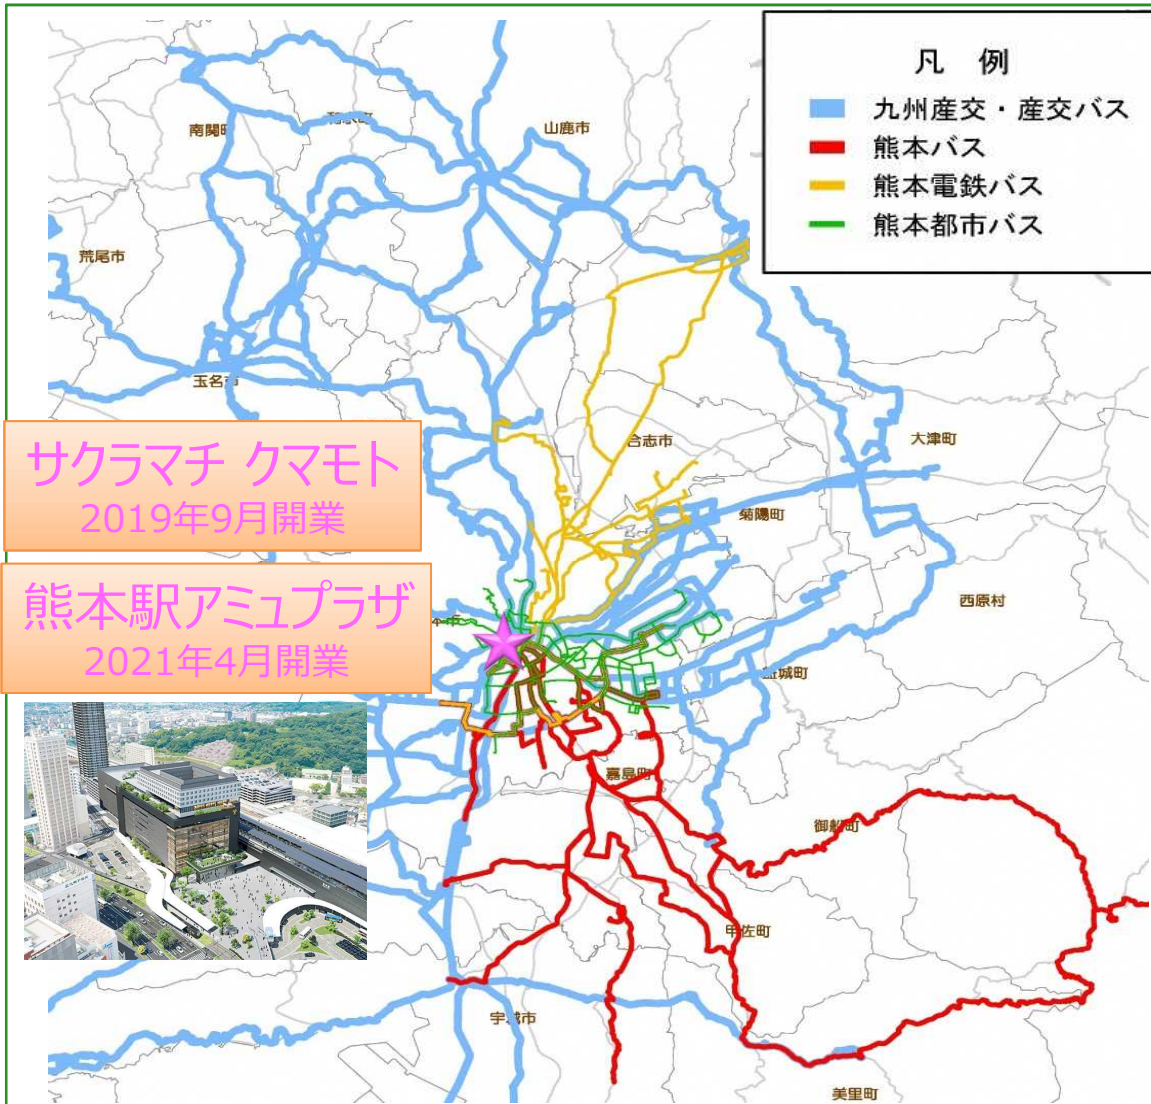 凡 例
九州産交・産交バス
熊本バス
熊本電鉄バス
熊本都市バス
山鹿市
荒尾市
合志市
大津町
サクラマチ クマモト
2019年9月開業
菊陽町
熊本駅アミュプラザ
2021年4月開業
西原村
益城町
嘉島町
御船町
甲佐町
宇城市
美里町